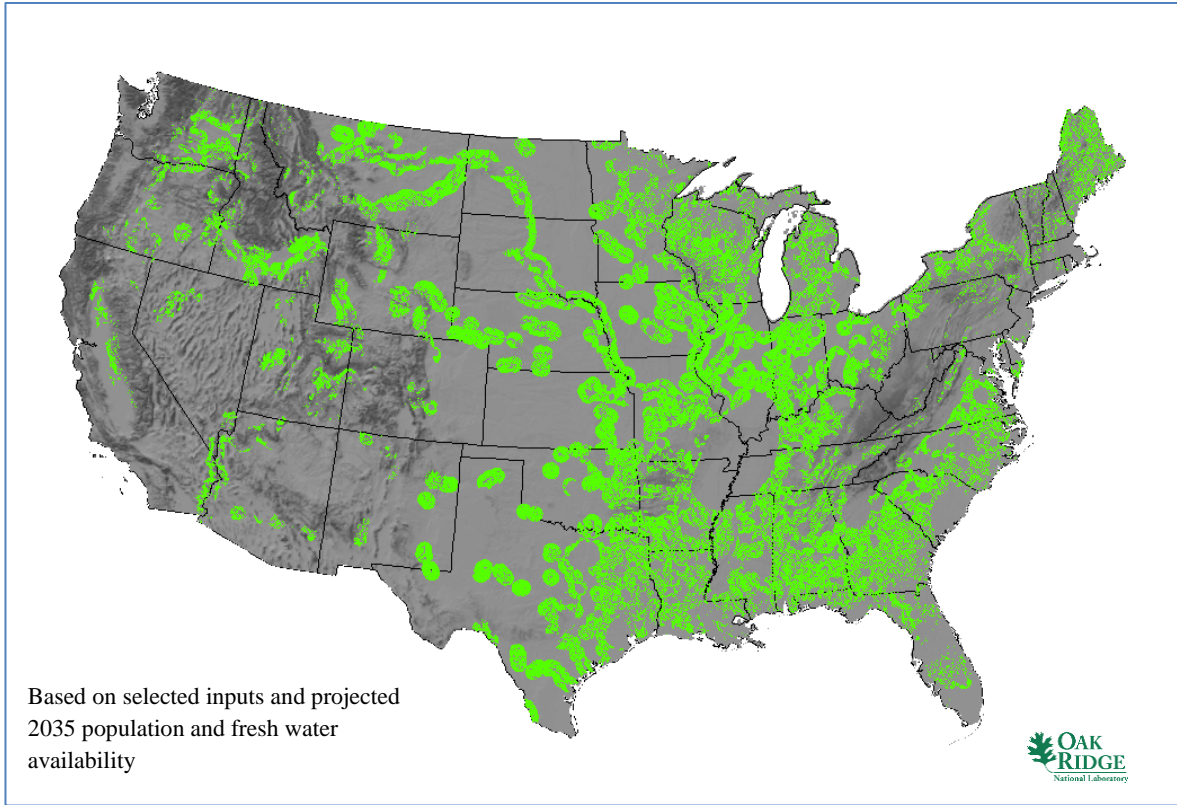 Based on selected inputs and projected
2035 population and fresh water
availability
OAK
RIDGE
National Laboratory